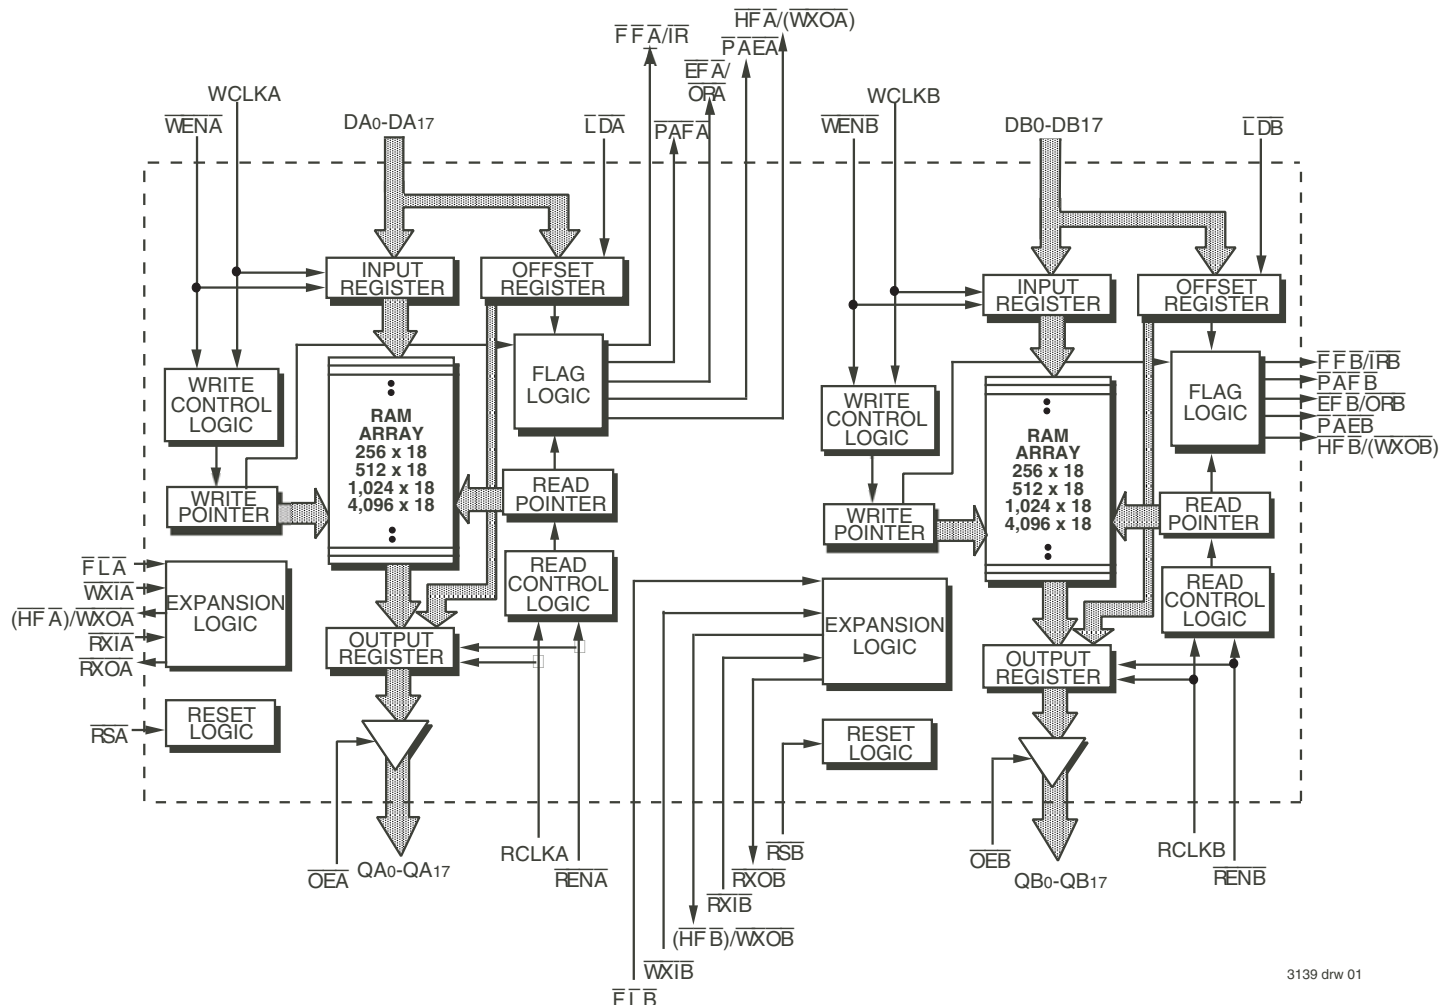 HFA/(WXOA)
FFA/IR
PAEA
EFA/
ORA
WCLKA
WENA
DA0-DA17
LDA
PAFA
WCLKB
WENB
DB0-DB17
LDB
INPUT
REGISTER
OFFSET
REGISTER
WRITE
CONTROL
LOGIC
RAM
ARRAY
256 x 18
512 x 18
1,024 x 18
4,096 x 18
FLAG
LOGIC
WRITE
POINTER
READ
POINTER
READ
CONTROL
LOGIC
FLA
WXIA
(HFA)/WXOA
RXIA
RXOA
EXPANSION
LOGIC
OUTPUT
REGISTER
RSA
RESET
LOGIC
OEA
QA0-QA17
RCLKA
RENA
INPUT
REGISTER
OFFSET
REGISTER
WRITE
CONTROL
LOGIC
RAM
ARRAY
256 x 18
512 x 18
1,024 x 18
4,096 x 18
FLAG
LOGIC
FFB/IRB
PAFB
EFB/ORB
PAEB
HFB/(WXOB)
WRITE
POINTER
READ
POINTER
READ
CONTROL
LOGIC
EXPANSION
LOGIC
OUTPUT
REGISTER
RESET
LOGIC
RSB
RXOB
RXIB
(HFB)/WXOB
WXIB
FLB
OEB
QB0-QB17
RCLKB
RENB
3139 drw 01